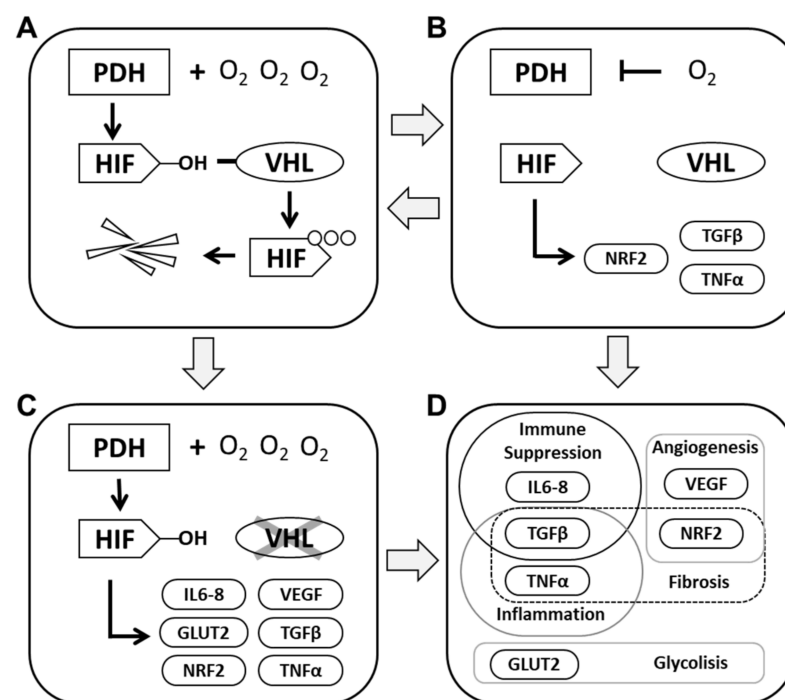 A
PDH + O2 O2 O2
HIF OH VHL
HIF
B
PDH O2
HIF VHL
NRF2 TGFβ
TNFα
C
PDH + O2 O2 O2
HIF OH VHL
IL6-8 VEGF
GLUT2 TGFβ
NRF2 TNFα
D
Immune
Suppression
IL6-8
TGFβ
TNFα
Inflammation
Angiogenesis
VEGF
NRF2
Fibrosis
GLUT2 Glycolisis